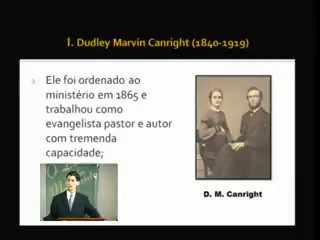 I. Dudley Marvin Canright (1840-1919)
Ele foi ordenado ao
ministério em 1865 e
trabalhou como
evangelista pastor e autor
com tremenda
capacidade;
D. M. Canright